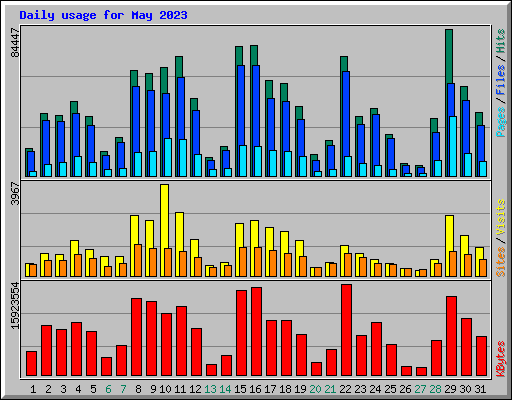 Daily usage for May 2023
84447
Pages / Files / Hits
3967
Sites / Visits
15923554
KBytes
1 2 3 4 5 6 7 8 9 10 11 12 13 14 15 16 17 18 19 20 21 22 23 24 25 26 27 28 29 30 31